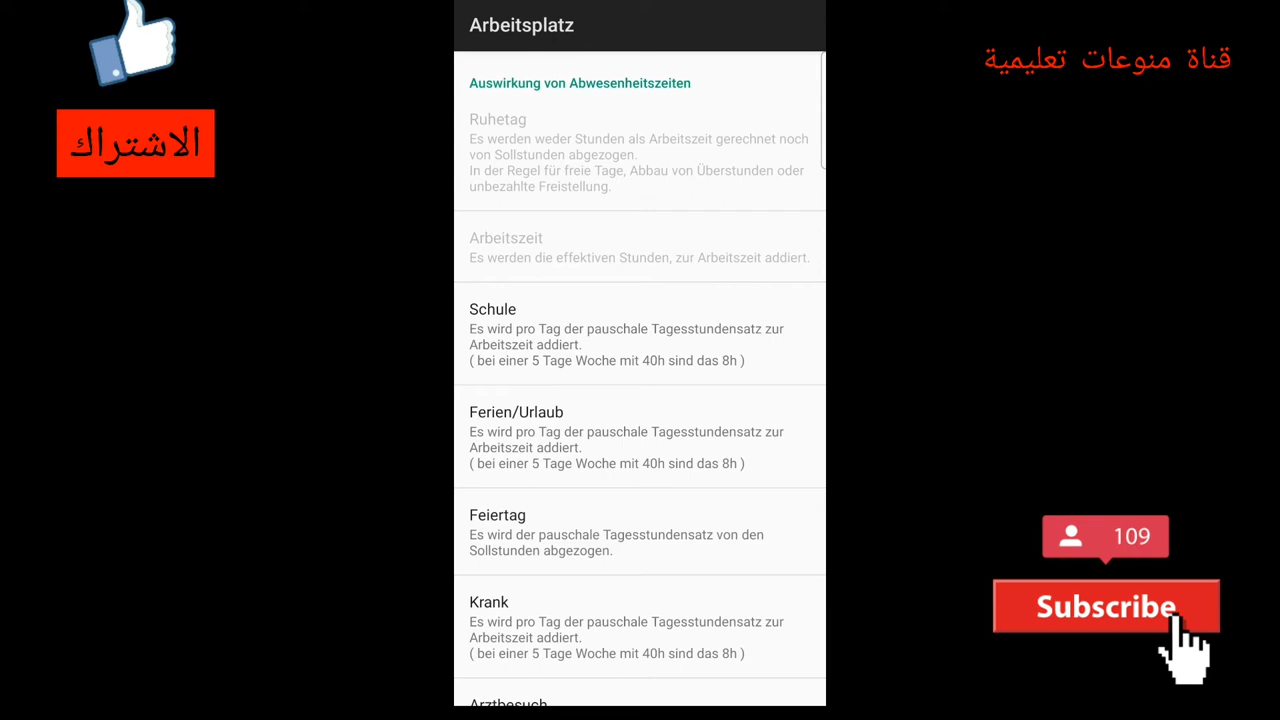 Arbeitsplatz
قناة منوعات تعليمية
الاشتراك
Auswirkung von Abwesenheitszeiten
Ruhetag
Es werden weder Stunden als Arbeitszeit gerechnet noch
von Sollstunden abgezogen.
In der Regel für freie Tage, Abbau von Überstunden oder
unbezahlte Freistellung.
Arbeitszeit
Es werden die effektiven Stunden, zur Arbeitszeit addiert.
Schule
Es wird pro Tag der pauschale Tagesstundensatz zur
Arbeitszeit addiert.
( bei einer 5 Tage Woche mit 40h sind das 8h )
Ferien/Urlaub
Es wird pro Tag der pauschale Tagesstundensatz zur
Arbeitszeit addiert.
( bei einer 5 Tage Woche mit 40h sind das 8h )
Feiertag
Es wird der pauschale Tagesstundensatz von den
Sollstunden abgezogen.
Krank
Es wird pro Tag der pauschale Tagesstundensatz zur
Arbeitszeit addiert.
( bei einer 5 Tage Woche mit 40h sind das 8h )
Arztbesuch
109
Subscribe